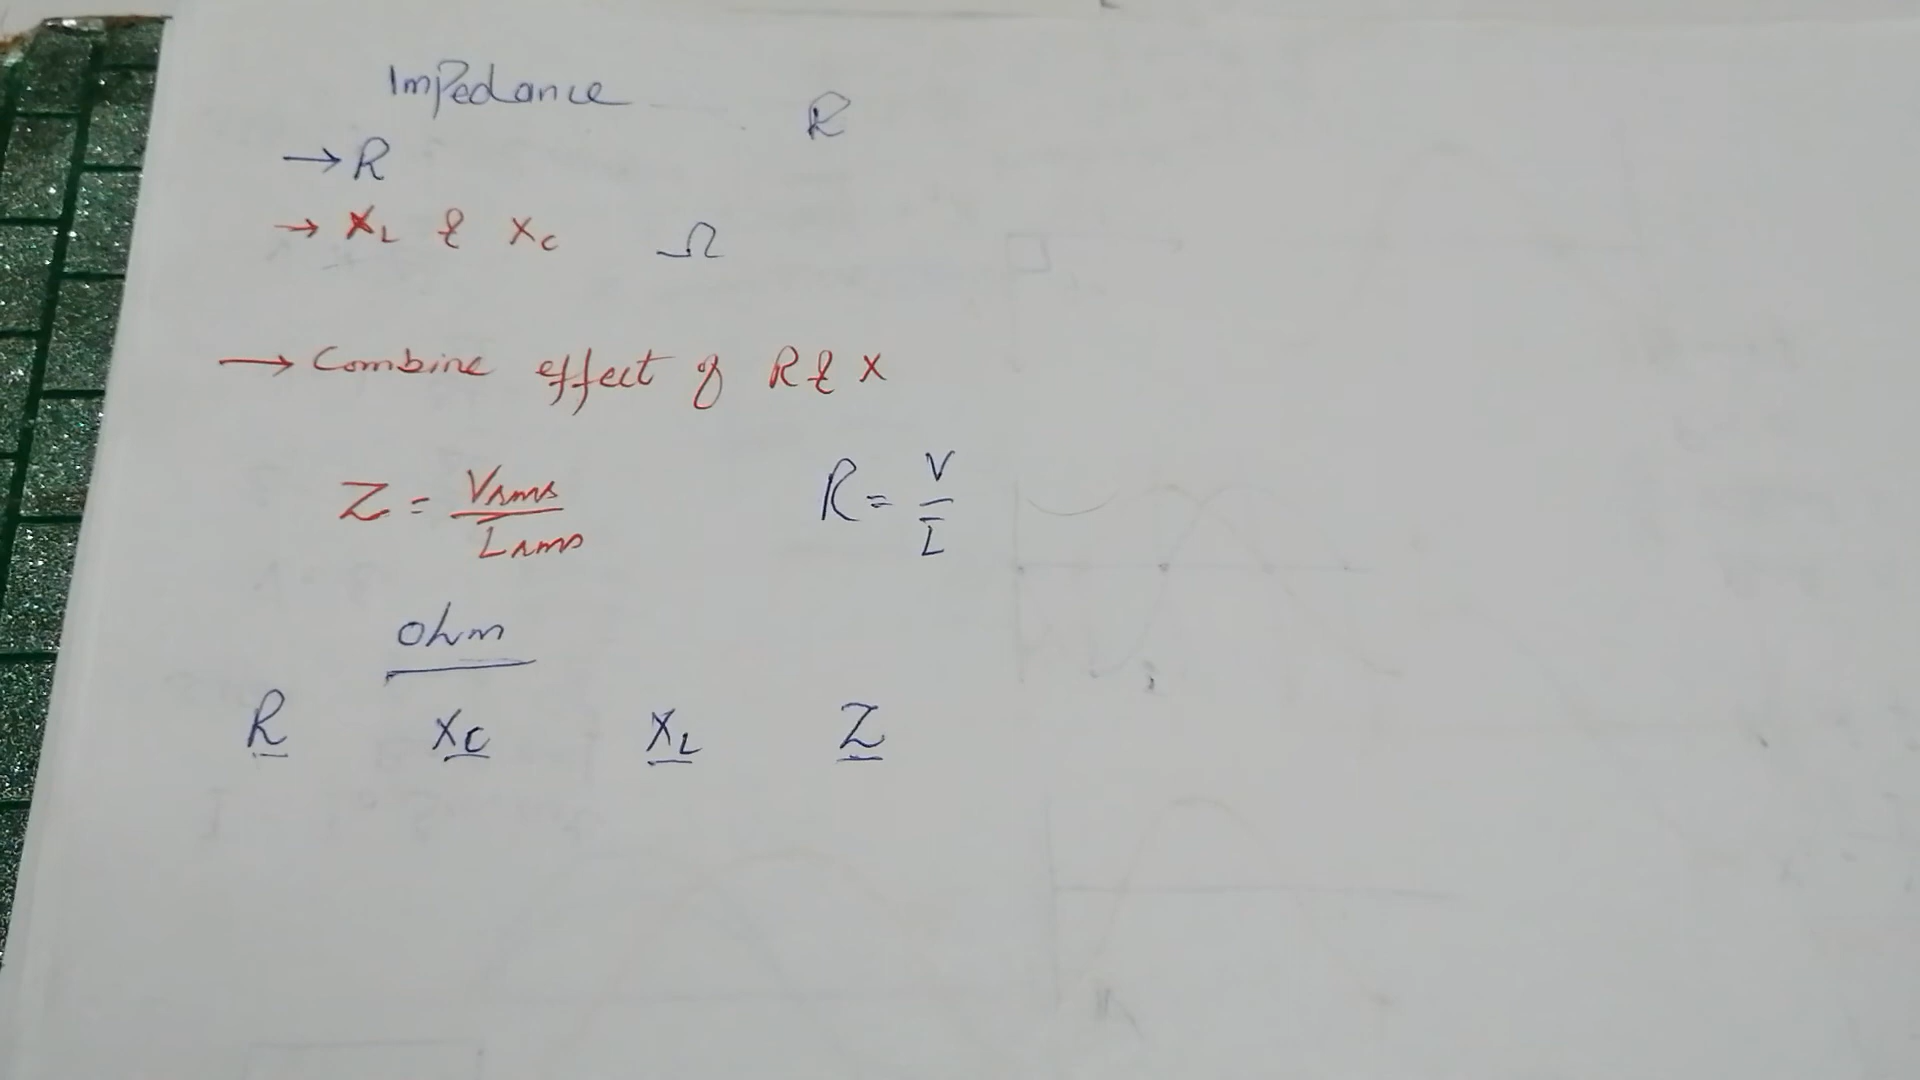 Impedance
R
→ R
→ XL & Xc Ω
→ Combine effect of R & X
Z = Vrms / Irms
R = V / I
ohm
R Xc XL Z